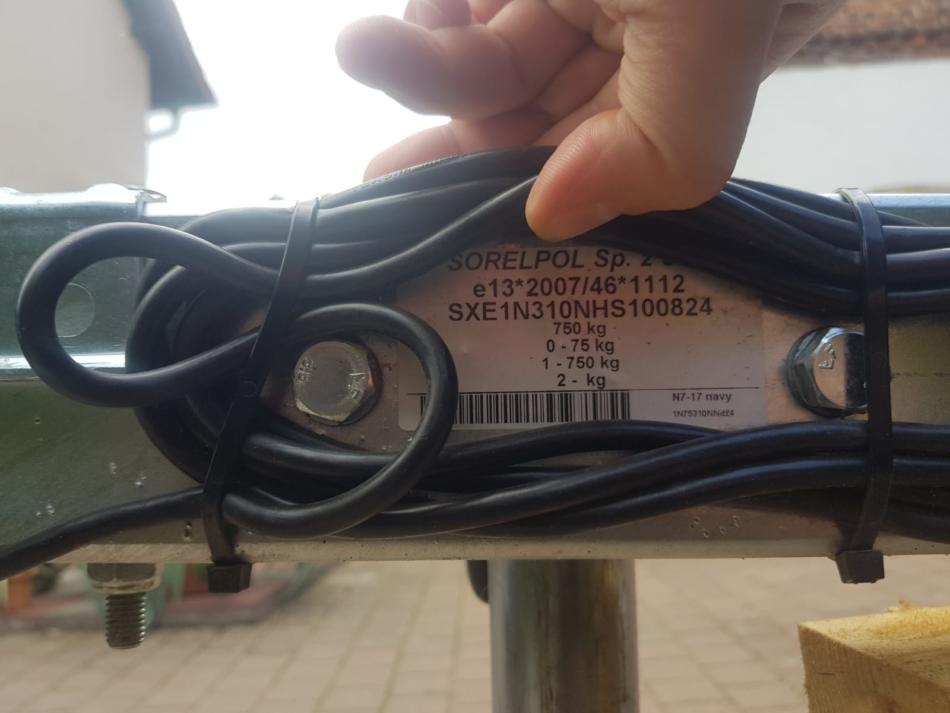 SORELPOL Sp. z o
e13*2007/46*1112
SXE1N310NHS100824
750 kg
0 - 75 kg
1 - 750 kg
2 - kg
N7-17 navy